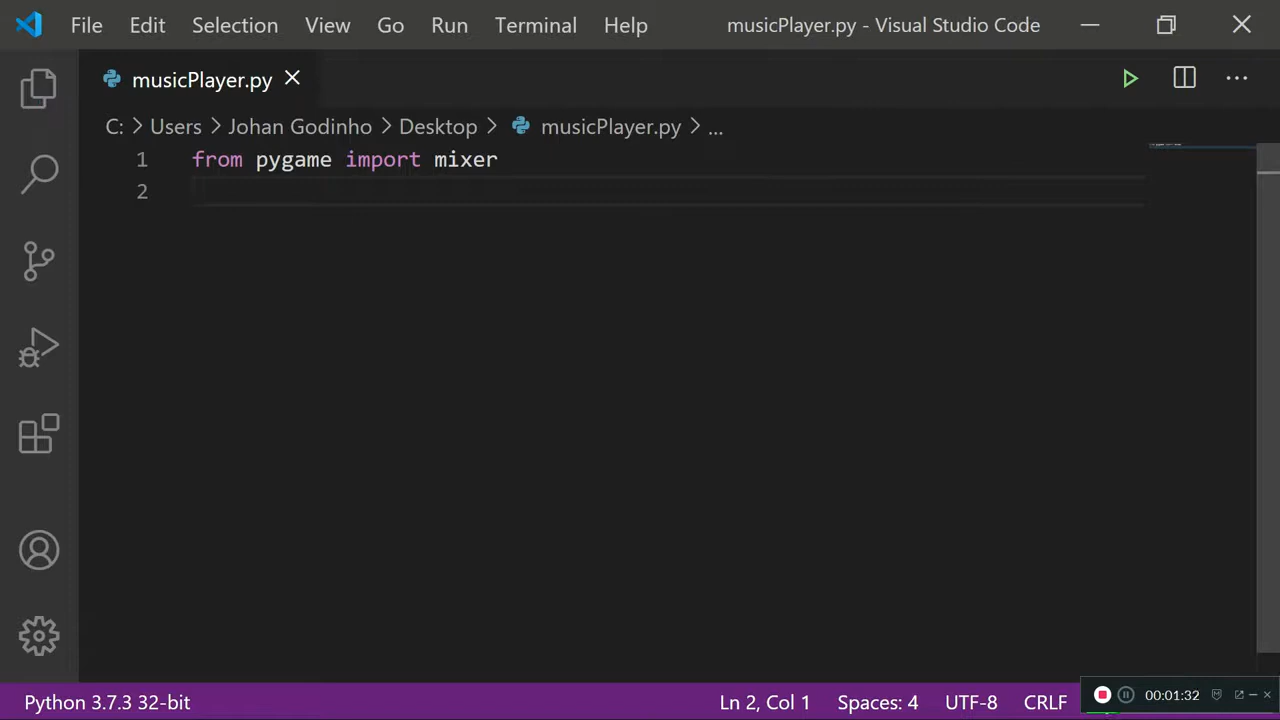 File Edit Selection View Go Run Terminal Help musicPlayer.py - Visual Studio Code
musicPlayer.py
C: > Users > Johan Godinho > Desktop > musicPlayer.py > ...
1 from pygame import mixer
2
Python 3.7.3 32-bit Ln 2, Col 1 Spaces: 4 UTF-8 CRLF 00:01:32